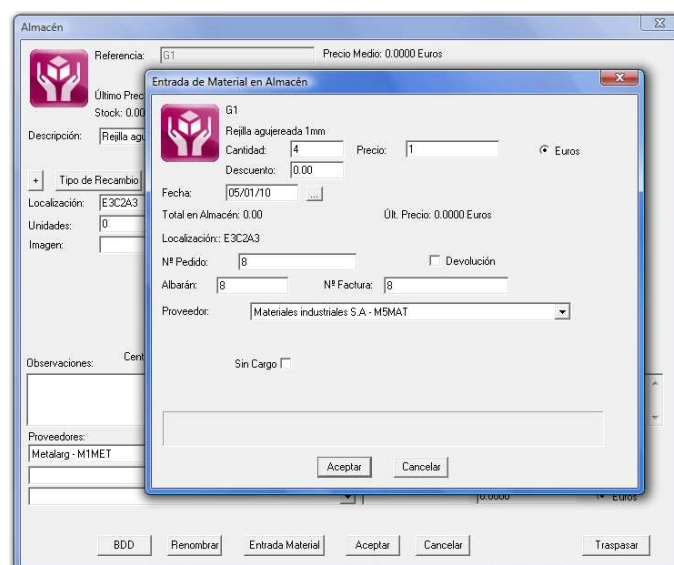 Almacén
Referencia: G1 Precio Medio: 0.0000 Euros
Último Prec
Stock: 0.00
Descripción: Rejilla agu
+ Tipo de Recambio
Localización: E3C2A3
Unidades: 0
Imagen:
Cent
Observaciones:
Proveedores:
Metalarg - M1MET
0.0000 Euros
BDD Renombrar Entrada Material Aceptar Cancelar Traspasar
Entrada de Material en Almacén
G1
Rejilla agujereada 1mm
Cantidad: 4 Precio: 1 Euros
Descuento: 0.00
Fecha: 05/01/10 ...
Total en Almacén: 0.00 Últ. Precio: 0.0000 Euros
Localización:: E3C2A3
Nº Pedido: 8 Devolución
Albarán: 8 Nº Factura: 8
Proveedor: Materiales industriales S.A - M5MAT
Sin Cargo
Aceptar Cancelar